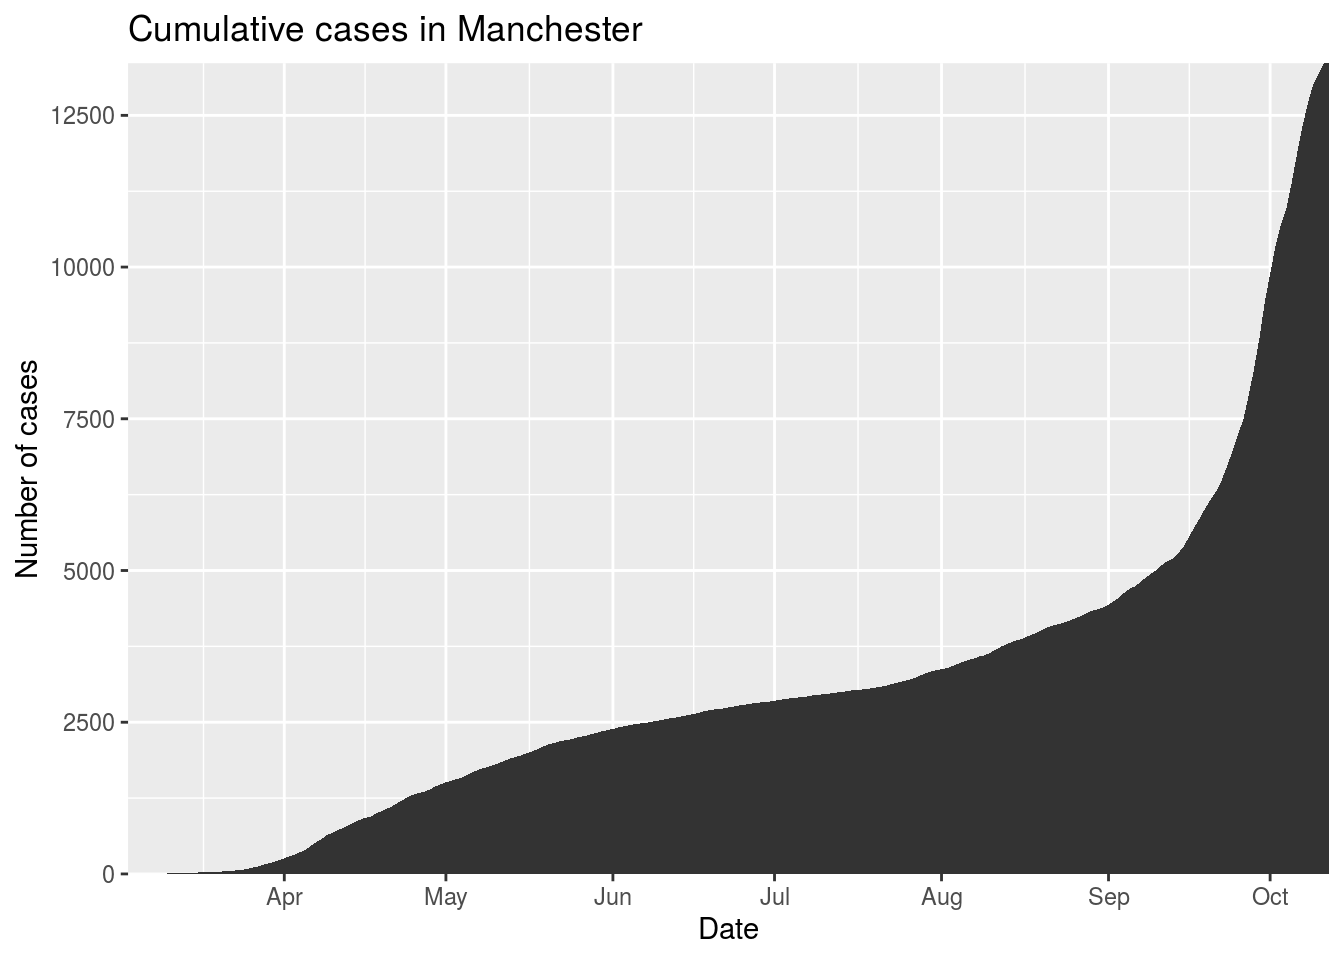 Cumulative cases in Manchester
12500
10000
7500
5000
2500
0
Number of cases
Apr May Jun Jul Aug Sep Oct
Date